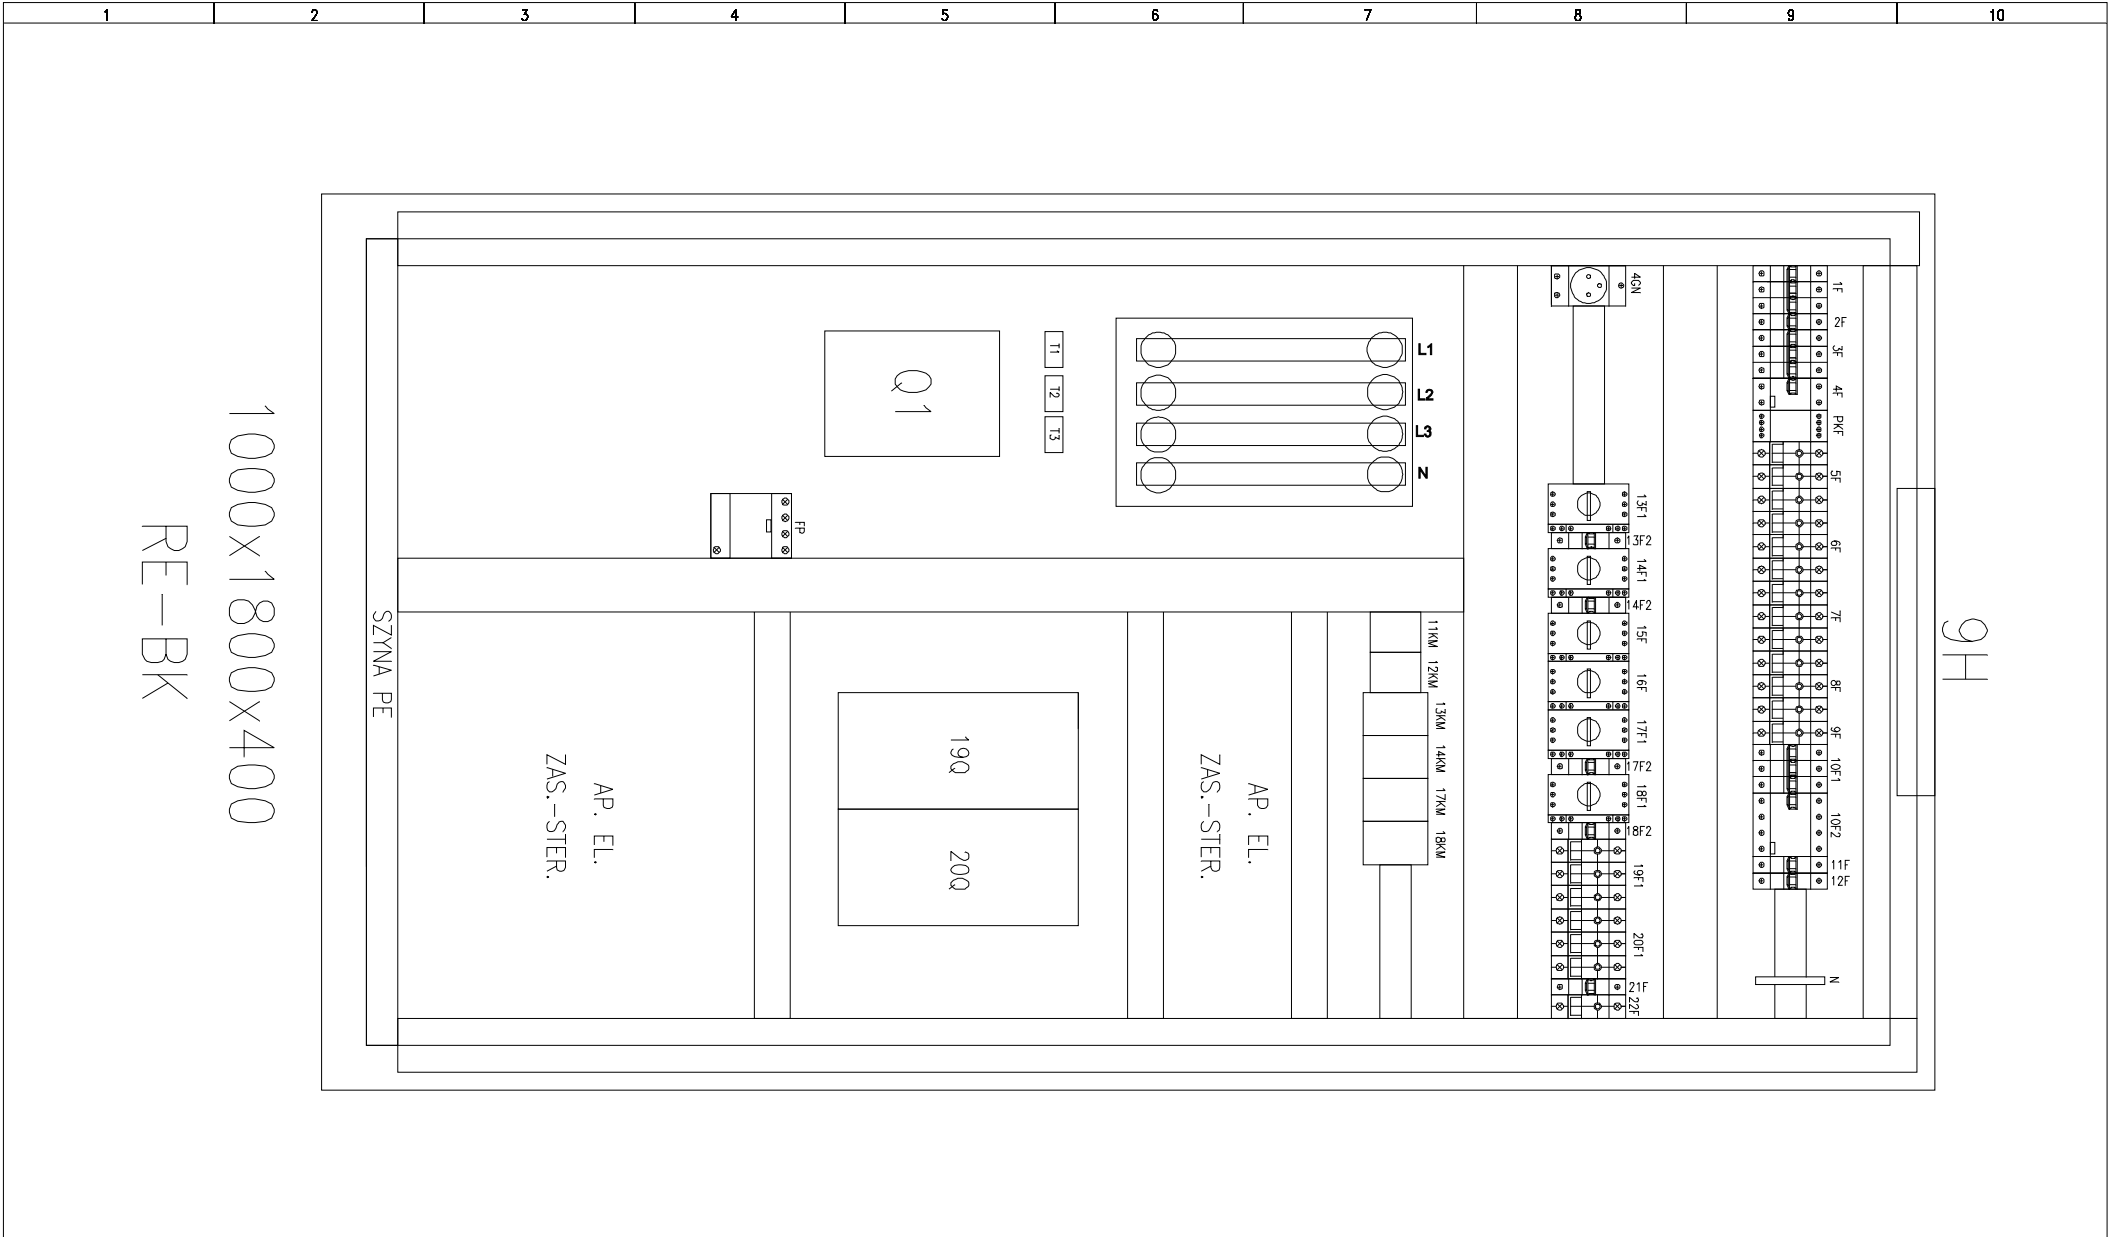 1 2 3 4 5 6 7 8 9 10
9H
1F
2F
3F
4F
PKF
5F
6F
7F
8F
9F
10F1
10F2
11F
12F
N
4GN
13F1
13F2
14F1
14F2
15F
16F
17F1
17F2
18F1
18F2
19F1
20F1
21F
22F
L1
L2
L3
N
T1
T2
T3
Q1
FP
11KM
12KM
13KM
14KM
17KM
18KM
AP. EL.
ZAS.-STER.
19Q
20Q
AP. EL.
ZAS.-STER.
SZYNA PE
1000x1800x400
RE-BK